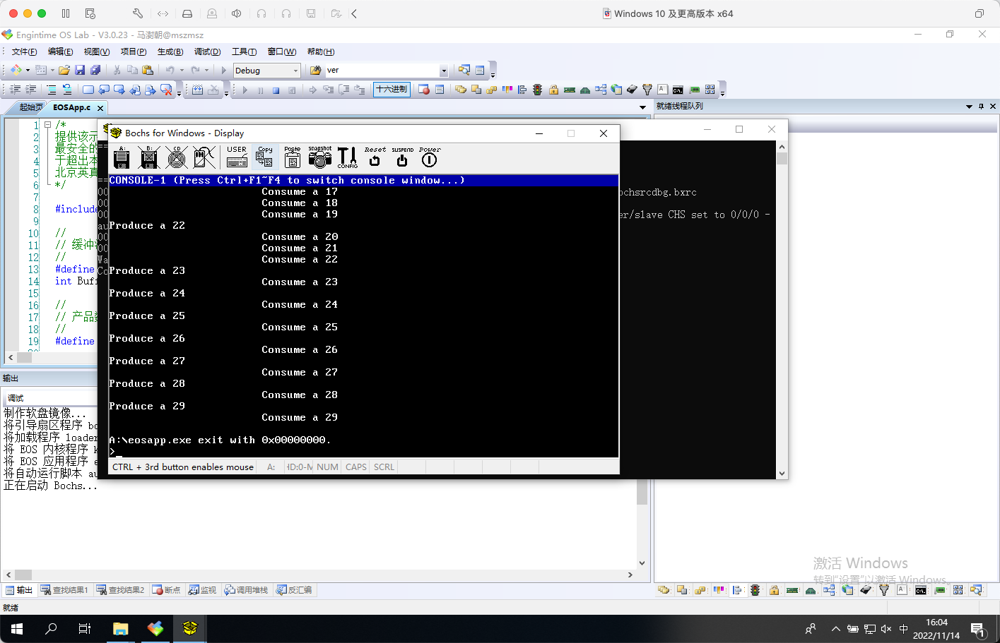 Windows 10 及更高版本 x64
Engintime OS Lab - V3.0.23 - 马澍朝@mszmsz
文件(F) 编辑(E) 视图(V) 项目(P) 生成(B) 调试(D) 工具(T) 窗口(W) 帮助(H)
Debug ver
十六进制
起始页 EOSApp.c 就绪线程队列
1 /*
2 提供该示
3 最安全的
4 于超出本
5 北京英真
6 */
7
8 #include
9
10 //
11 // 缓冲
12 //
13 #define
14 int Buff
15
16 //
17 // 产品数
18 //
19 #define
Bochs for Windows - Display
A: B: CD USER Copy Paste snapshot CONFIG Reset SUSPEND Power
CONSOLE-1 (Press Ctrl+F1~F4 to switch console window...)
Consume a 17
Consume a 18
Consume a 19
Produce a 22
Consume a 20
Consume a 21
Consume a 22
Produce a 23
Consume a 23
Produce a 24
Consume a 24
Produce a 25
Consume a 25
Produce a 26
Consume a 26
Produce a 27
Consume a 27
Produce a 28
Consume a 28
Produce a 29
Consume a 29
A:\eosapp.exe exit with 0x00000000.
>_
CTRL + 3rd button enables mouse A: HD:0-M NUM CAPS SCRL
ochsrcdbg.bxrc
er/slave CHS set to 0/0/0 -
输出
调试
制作软盘镜像...
将引导扇区程序 bo
将加载程序 loader
将 EOS 内核程序 k
将 EOS 应用程序 e
将自动运行脚本 au
正在启动 Bochs...
激活 Windows
转到"设置"以激活 Windows。
输出 查找结果1 查找结果2 断点 监视 调用堆栈 反汇编
就绪
中 16:04
2022/11/14
1